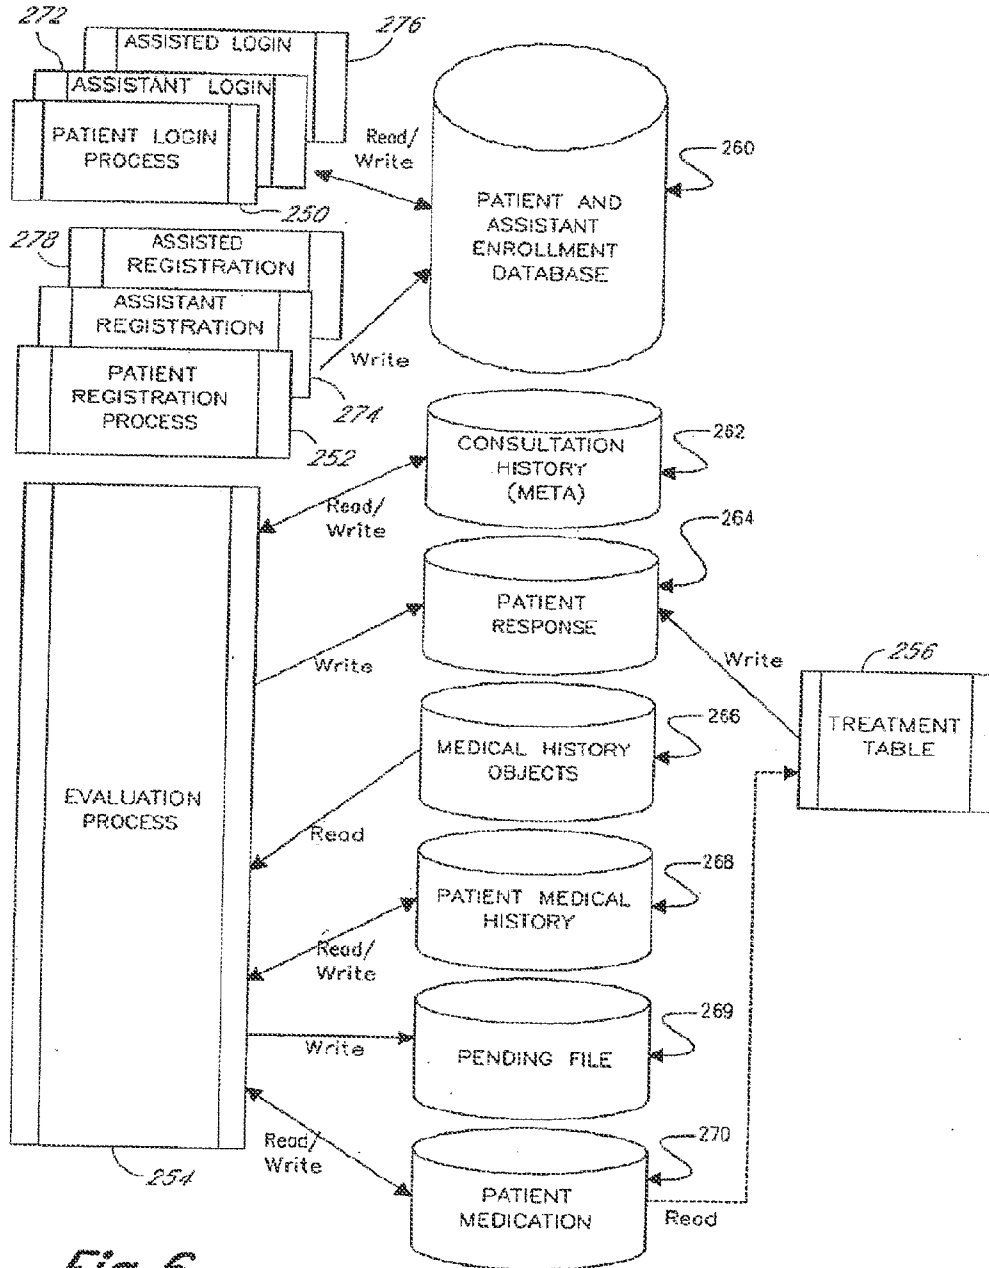 272
276
ASSISTED LOGIN
ASSISTANT LOGIN
PATIENT LOGIN
PROCESS
250
Read/
Write
PATIENT AND
ASSISTANT
ENROLLMENT
DATABASE
260
278
ASSISTED
REGISTRATION
ASSISTANT
REGISTRATION
PATIENT
REGISTRATION
PROCESS
274
252
Write
CONSULTATION
HISTORY
(META)
262
Read/
Write
PATIENT
RESPONSE
264
Write
Write
256
TREATMENT
TABLE
MEDICAL HISTORY
OBJECTS
266
EVALUATION
PROCESS
Read
PATIENT MEDICAL
HISTORY
268
Read/
Write
PENDING FILE
269
Write
PATIENT
MEDICATION
270
Read/
Write
Read
254
Fig. 6